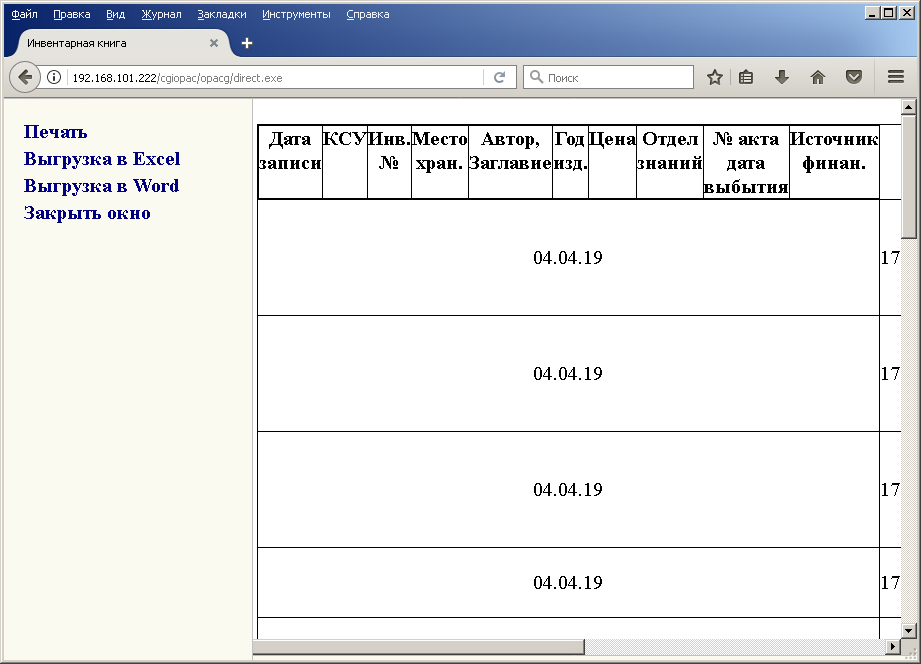 Файл Правка Вид Журнал Закладки Инструменты Справка
Инвентарная книга
192.168.101.222/cgiopac/opacg/direct.exe
Поиск
Печать
Выгрузка в Excel
Выгрузка в Word
Закрыть окно
Дата записи
КСУ
Инв. №
Место хран.
Автор, Заглавие
Год изд.
Цена
Отдел знаний
№ акта дата выбытия
Источник финан.
04.04.19 17
04.04.19 17
04.04.19 17
04.04.19 17